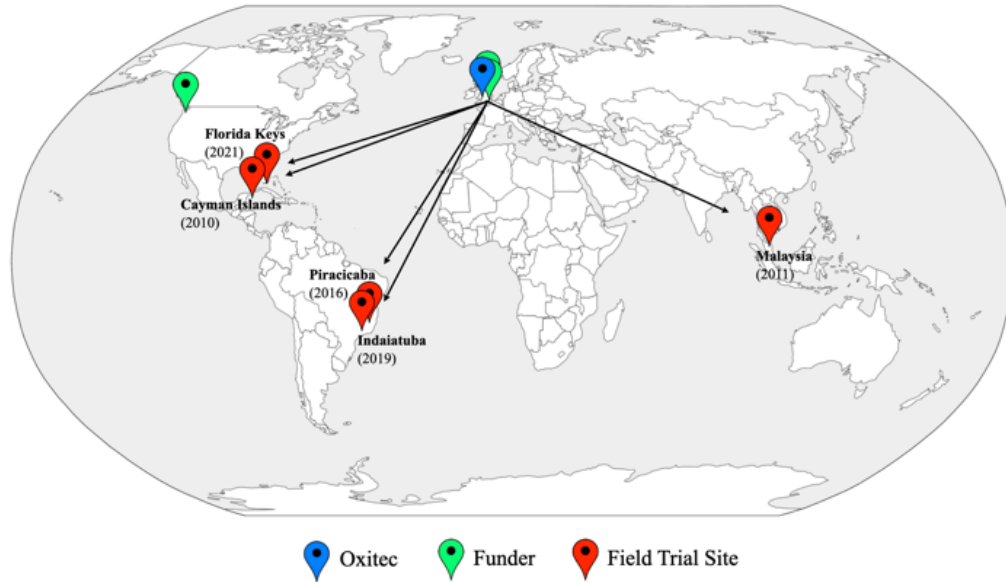 Florida Keys
(2021)
Cayman Islands
(2010)
Piracicaba
(2016)
Indaiatuba
(2019)
Malaysia
(2011)
Oxitec
Funder
Field Trial Site